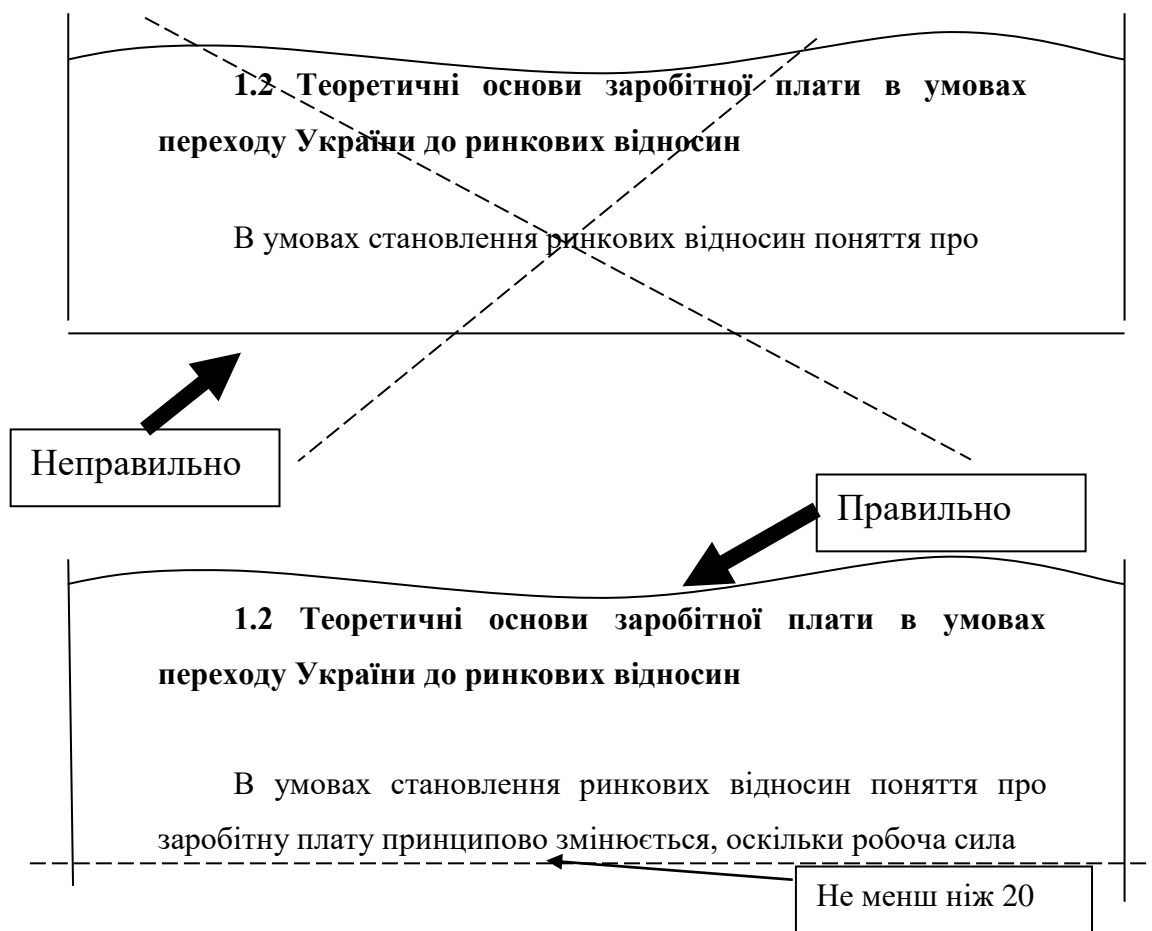 1.2 Теоретичні основи заробітної плати в умовах
переходу України до ринкових відносин
В умовах становлення ринкових відносин поняття про
Неправильно
Правильно
1.2 Теоретичні основи заробітної плати в умовах
переходу України до ринкових відносин
В умовах становлення ринкових відносин поняття про
заробітну плату принципово змінюється, оскільки робоча сила
Не менш ніж 20